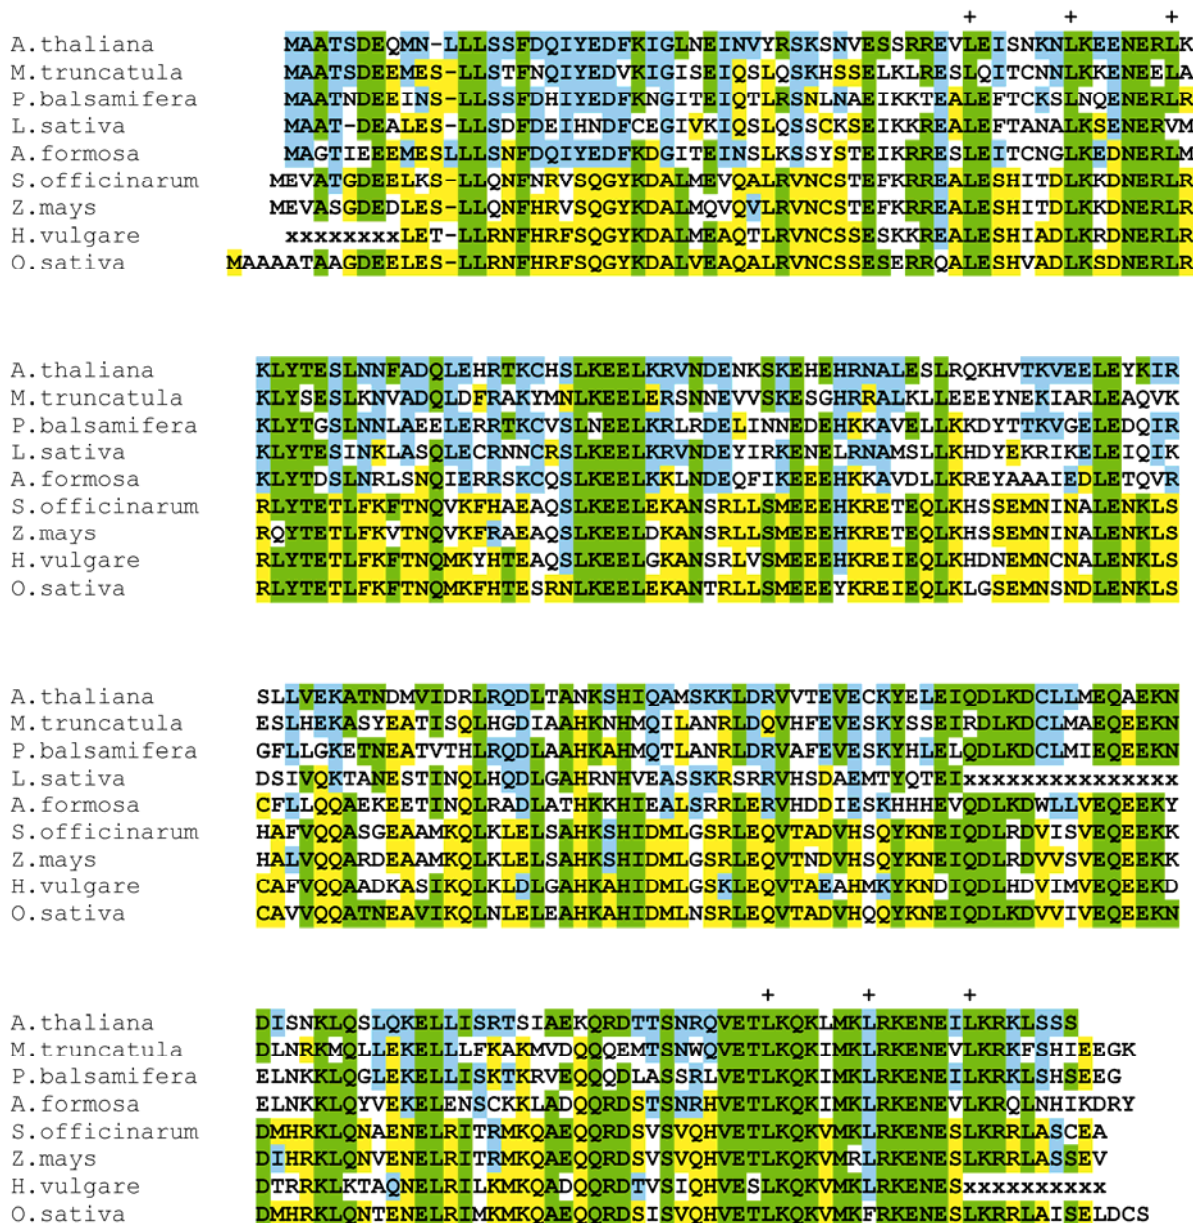 + + +
A.thaliana MAATSDEQMN-LLLSSFDQIYEDFKIGLNEINVYRSKSNVESSRREVLEISNKNLKEENERLK
M.truncatula MAATSDEEMES-LLSTFNQIYEDVKIGISEIQSLQSKHSSELKLRESLQITCNNLKKENEELA
P.balsamifera MAATNDEEINS-LLSSFDHIYEDFKNGITEIQTLRSNLNAEIKKTEALEFTCKSLNQENERLR
L.sativa MAAT-DEALES-LLSDFDEIHNDFCEGIVKIQSLQSSCKSEIKKREALEFTANALKSENERVM
A.formosa MAGTIEEEMESLLLSNFDQIYEDFKDGITEINSLKSSYSTEIKRRESLEITCNGLKEDNERLM
S.officinarum MEVATGDEELKS-LLQNFNRVSQGYKDALMEVQALRVNCSTEFKRREALESHITDLKKDNERLR
Z.mays MEVASGDEDLES-LLQNFHRVSQGYKDALMQVQVLRVNCSTEFKRREALESHITDLKKDNERLR
H.vulgare xxxxxxxxLET-LLRNFHRFSQGYKDALMEAQTLRVNCSSESKKREALESHIADLKRDNERLR
O.sativa MAAAATAAGDEELES-LLRNFHRFSQGYKDALVEAQALRVNCSSESERRQALESHVADLKSDNERLR
A.thaliana KLYTESLNNFADQLEHRTKCHSLKEELKRVNDENKSKEHEHRNALESLRQKHVTKVEELEYKIR
M.truncatula KLYSESLKNVADQLDFRAKYMNLKEELERSNNEVVSKESGHRRALKLLEEEYNEKIARLEAQVK
P.balsamifera KLYTGSLNNLAEELERRTKCVSLNEELKRLRDELINNEDEHKKAVELLKKDYTTKVGELEDQIR
L.sativa KLYTESINKLASQLECRNNCRSLKEELKRVNDEYIRKENELRNAMSLLKHDYEKRIKELEIQIK
A.formosa KLYTDSLNRLSNQIERRSKCQSLKEELKKLNDEQFIKEEEHKKAVDLLKREYAAAIEDLETQVR
S.officinarum RLYTETLFKFTNQVKFHAEAQSLKEELEKANSRLLSMEEEHKRETEQLKHSSEMNINALENKLS
Z.mays RQYTETLFKVTNQVKFRAEAQSLKEELDKANSRLLSMEEEHKRETEQLKHSSEMNINALENKLS
H.vulgare RLYTETLFKFTNQMKYHTEAQSLKEELGKANSRLVSMEEEHKREIEQLKHDNEMNCNALENKLS
O.sativa RLYTETLFKFTNQMKFHTESRNLKEELEKANTRLLSMEEEYKREIEQLKLGSEMNSNDLENKLS
A.thaliana SLLVEKATNDMVIDRLRQDLTANKSHIQAMSKKLDRVVTEVECKYELEIQDLKDCLLMEQAEKN
M.truncatula ESLHEKASYEATISQLHGDIAAHKNHMQILANRLDQVHFEVESKYSSEIRDLKDCLMAEQEEKN
P.balsamifera GFLLGKETNEATVTHLRQDLAAHKAHMQTLANRLDRVAFEVESKYHLELQDLKDCLMIEQEEKN
L.sativa DSIVQKTANESTINQLHQDLGAHRNHVEASSKRSRRVHSDAEMTYQTEIxxxxxxxxxxxxxxx
A.formosa CFLLQQAEKEETINQLRADLATHKKHIEALSRRLERVHDDIESKHHHEVQDLKDWLLVEQEEKY
S.officinarum HAFVQQASGEAAMKQLKLELSAHKSHIDMLGSRLEQVTADVHSQYKNEIQDLRDVISVEQEEKK
Z.mays HALVQQARDEAAMKQLKLELSAHKSHIDMLGSRLEQVTNDVHSQYKNEIQDLRDVVSVEQEEKK
H.vulgare CAFVQQAADKASIKQLKLDLGAHKAHIDMLGSKLEQVTAEAHMKYKNDIQDLHDVIMVEQEEKD
O.sativa CAVVQQATNEAVIKQLNLELEAHKAHIDMLNSRLEQVTADVHQQYKNEIQDLKDVVIVEQEEKN
+ + +
A.thaliana DISNKLQSLQKELLISRTSIAEKQRDTTSNRQVETLKQKLMKLRKENEILKRKLSSS
M.truncatula DLNRKMQLLEKELLLFKAKMVDQQQEMTSNWQVETLKQKIMKLRKENEVLKRKFSHIEEGK
P.balsamifera ELNKKLQGLEKELLISKTKRVEQQQDLASSRLVETLKQKIMKLRKENEILKRKLSHSEEG
A.formosa ELNKKLQYVEKELENSCKKLADQQRDSTSNRHVETLKQKIMKLRKENEVLKRQLNHIKDRY
S.officinarum DMHRKLQNAENELRITRMKQAEQQRDSVSVQHVETLKQKVMKLRKENESLKRRLASCEA
Z.mays DIHRKLQNVENELRITRMKQAEQQRDSVSVQHVETLKQKVMRLRKENESLKRRLASSEV
H.vulgare DTRRKLKTAQNELRILKMKQADQQRDTVSIQHVESLKQKVMKLRKENESxxxxxxxxxx
O.sativa DMHRKLQNTENELRIMKMKQAEQQRDSISVQHVETLKQKVMKFRKENESLKRRLAISELDCS